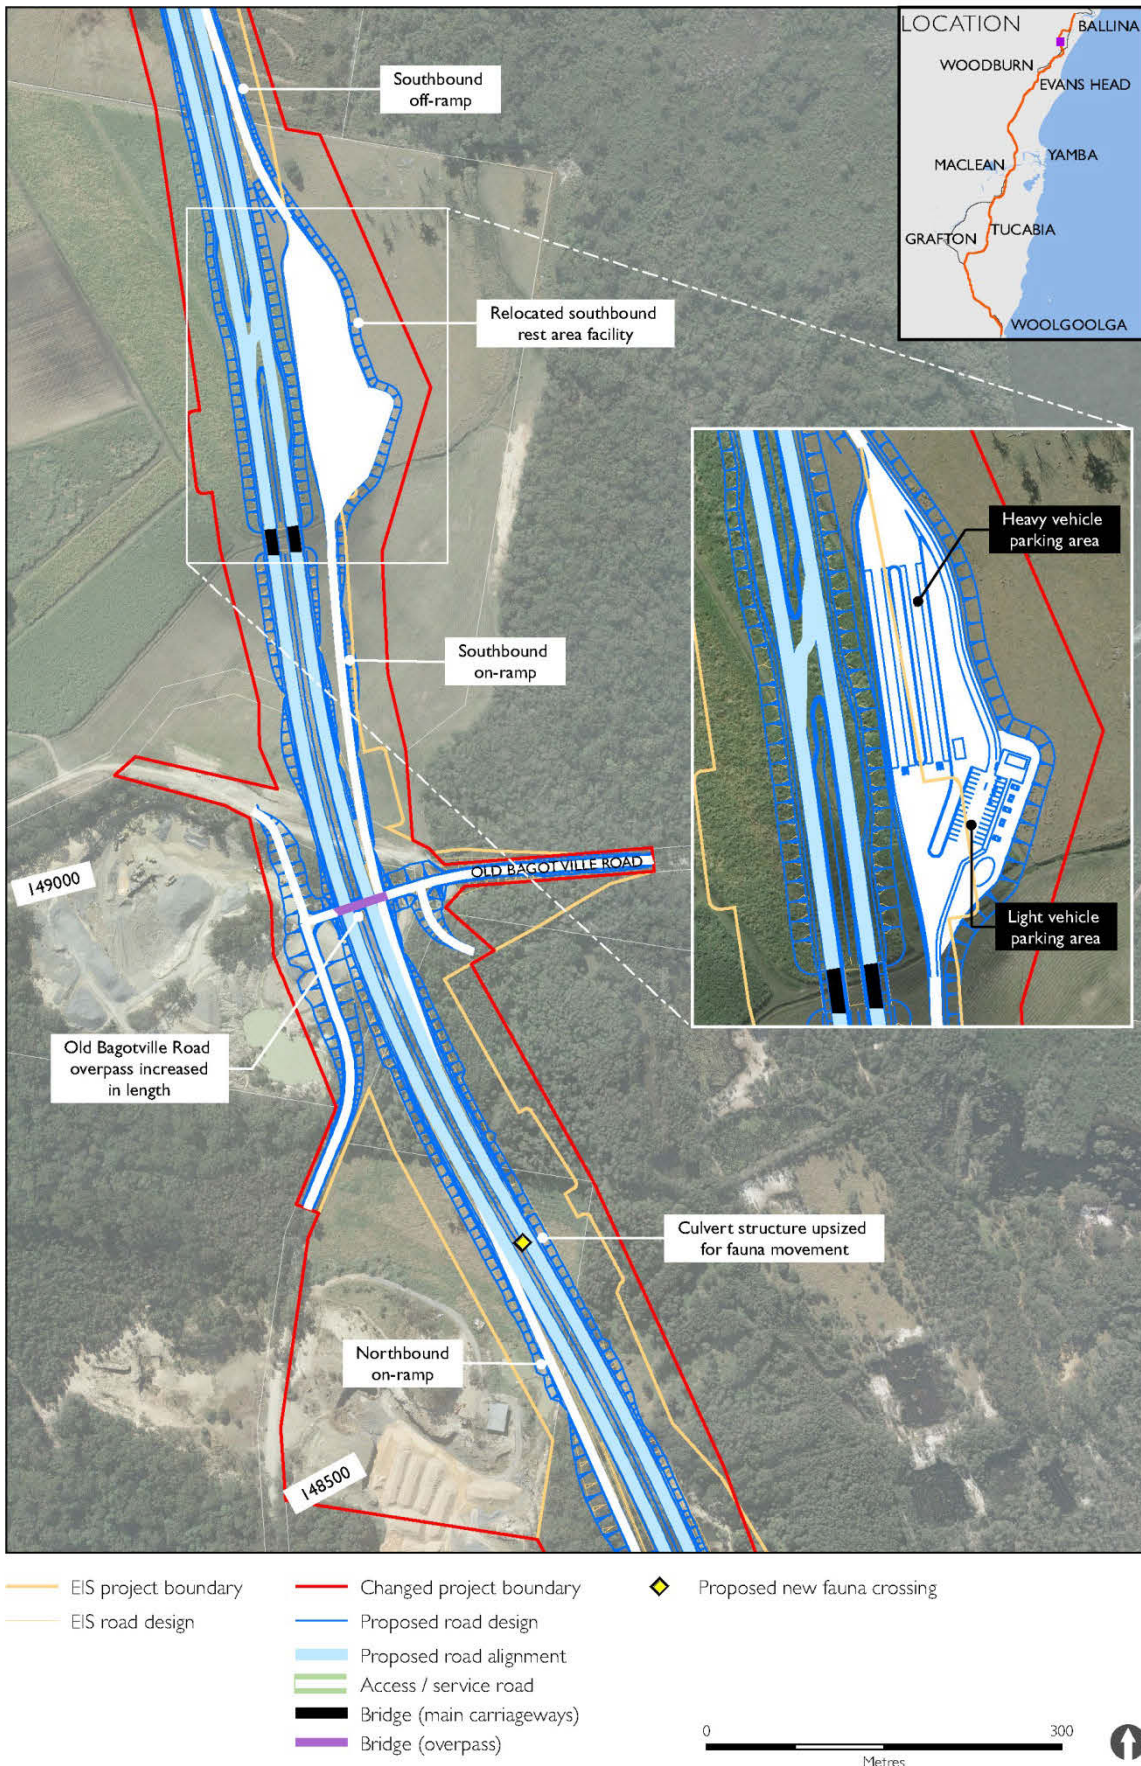 LOCATION
BALLINA
WOODBURN
EVANS HEAD
YAMBA
MACLEAN
TUCABIA
GRAFTON
WOOLGOOLGA
Southbound
off-ramp
Relocated southbound
rest area facility
Heavy vehicle
parking area
Southbound
on-ramp
OLD BAGOTVILLE ROAD
149000
Light vehicle
parking area
Old Bagotville Road
overpass increased
in length
Culvert structure upsized
for fauna movement
Northbound
on-ramp
148500
EIS project boundary
EIS road design
Changed project boundary
Proposed road design
Proposed road alignment
Access / service road
Bridge (main carriageways)
Bridge (overpass)
Proposed new fauna crossing
0
300
Metres